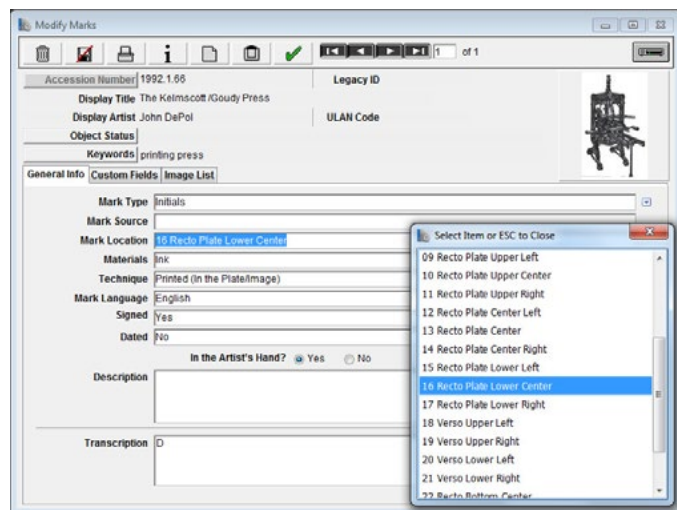 Modify Marks
1 of 1
Accession Number 1992.1.66 Legacy ID
Display Title The Kelmscott /Goudy Press
Display Artist John DePol ULAN Code
Object Status
Keywords printing press
General Info Custom Fields Image List
Mark Type Initials
Mark Source
Mark Location 16 Recto Plate Lower Center
Materials Ink
Technique Printed (In the Plate/Image)
Mark Language English
Signed Yes
Dated No
In the Artist's Hand? Yes No
Description
Transcription D
Select Item or ESC to Close
09 Recto Plate Upper Left
10 Recto Plate Upper Center
11 Recto Plate Upper Right
12 Recto Plate Center Left
13 Recto Plate Center
14 Recto Plate Center Right
15 Recto Plate Lower Left
16 Recto Plate Lower Center
17 Recto Plate Lower Right
18 Verso Upper Left
19 Verso Upper Right
20 Verso Lower Left
21 Verso Lower Right
22 Recto Bottom Center